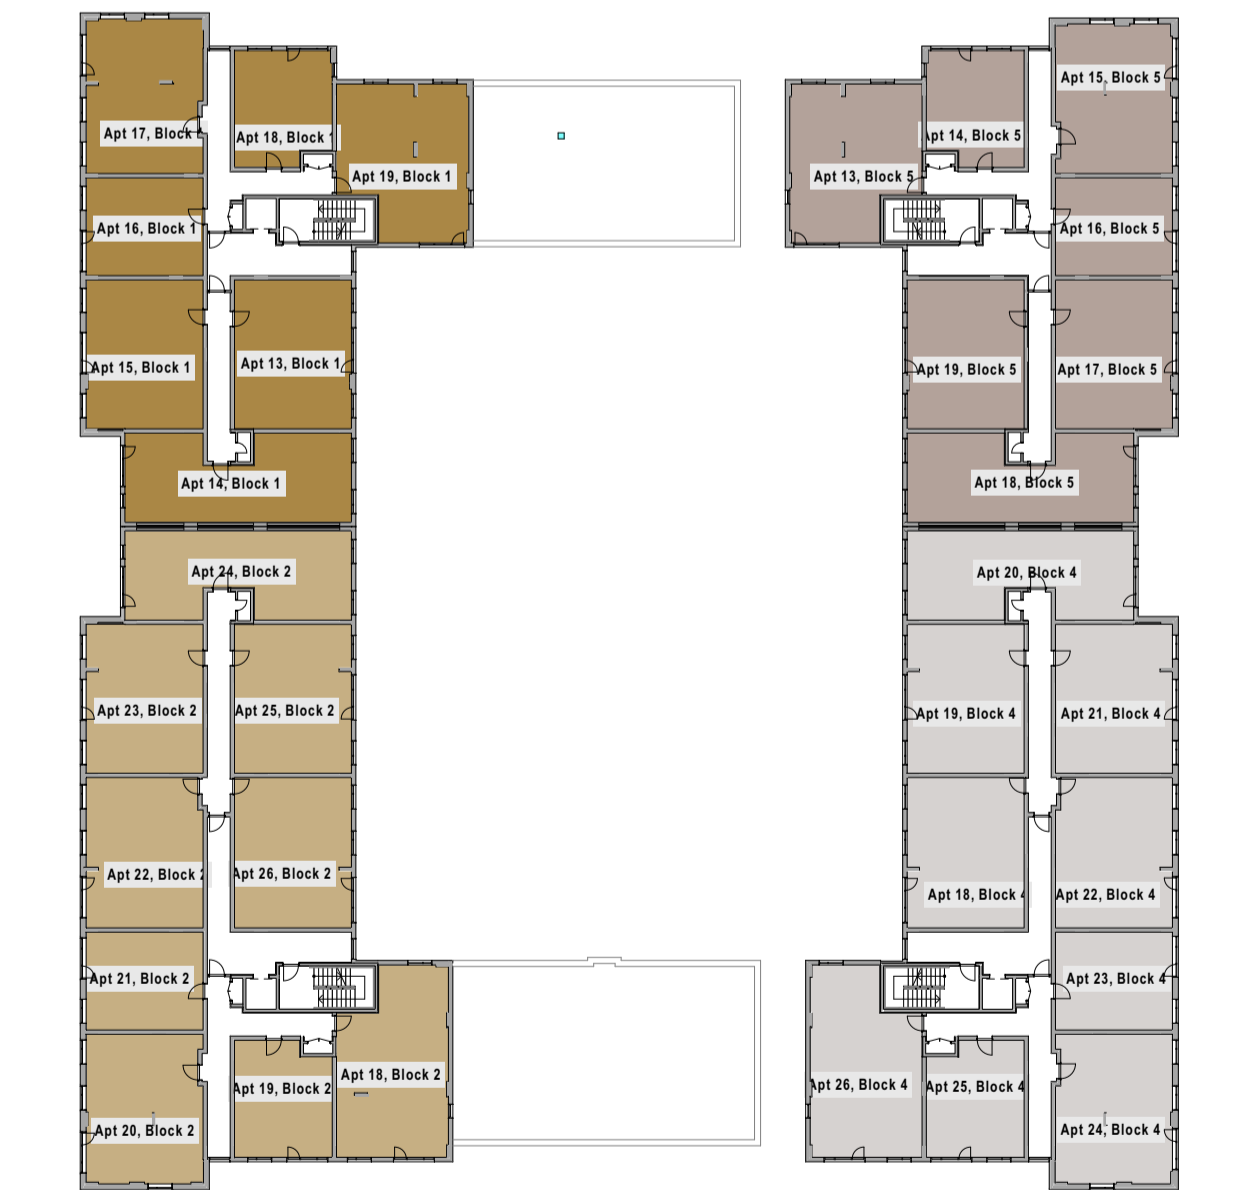 Apt 15, Block 5
Apt 17, Block
Apt 18, Block 1
Apt 14, Block 5
Apt 19, Block 1
Apt 13, Block 5
Apt 16, Block 1
Apt 16, Block 5
Apt 15, Block 1
Apt 13, Block 1
Apt 19, Block 5
Apt 17, Block 5
Apt 14, Block 1
Apt 18, Block 5
Apt 24, Block 2
Apt 20, Block 4
Apt 23, Block 2
Apt 25, Block 2
Apt 19, Block 4
Apt 21, Block 4
Apt 22, Block 2
Apt 26, Block 2
Apt 18, Block 4
Apt 22, Block 4
Apt 21, Block 2
Apt 23, Block 4
Apt 19, Block 2
Apt 18, Block 2
Apt 26, Block 4
Apt 25, Block 4
Apt 20, Block 2
Apt 24, Block 4